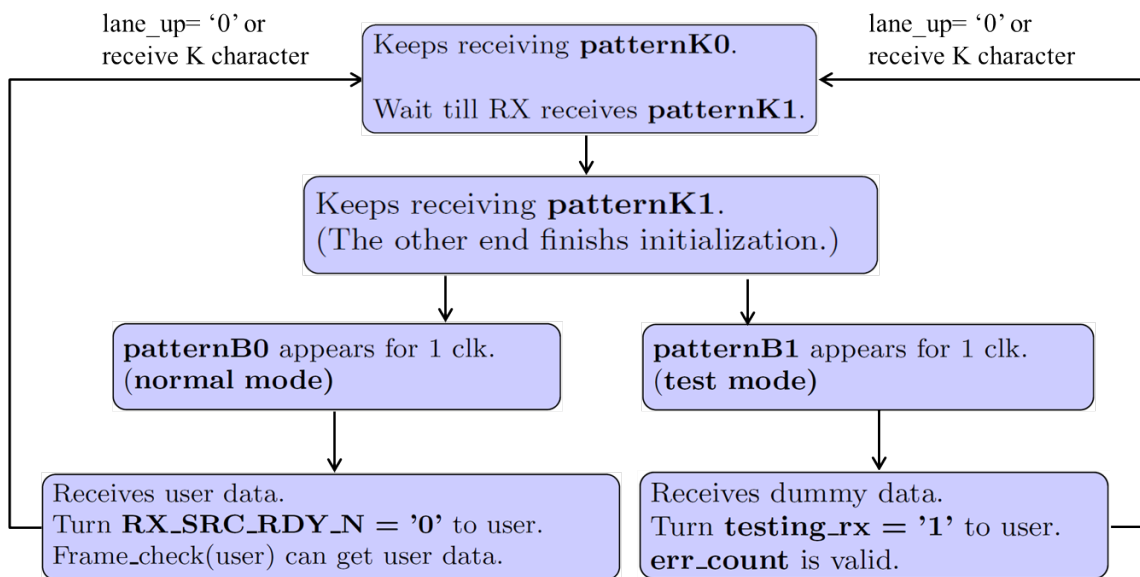 lane_up= ‘0’ or
receive K character
lane_up= ‘0’ or
receive K character
Keeps receiving patternK0.
Wait till RX receives patternK1.
Keeps receiving patternK1.
(The other end finishs initialization.)
patternB0 appears for 1 clk.
(normal mode)
patternB1 appears for 1 clk.
(test mode)
Receives user data.
Turn RX_SRC_RDY_N = '0' to user.
Frame_check(user) can get user data.
Receives dummy data.
Turn testing_rx = '1' to user.
err_count is valid.